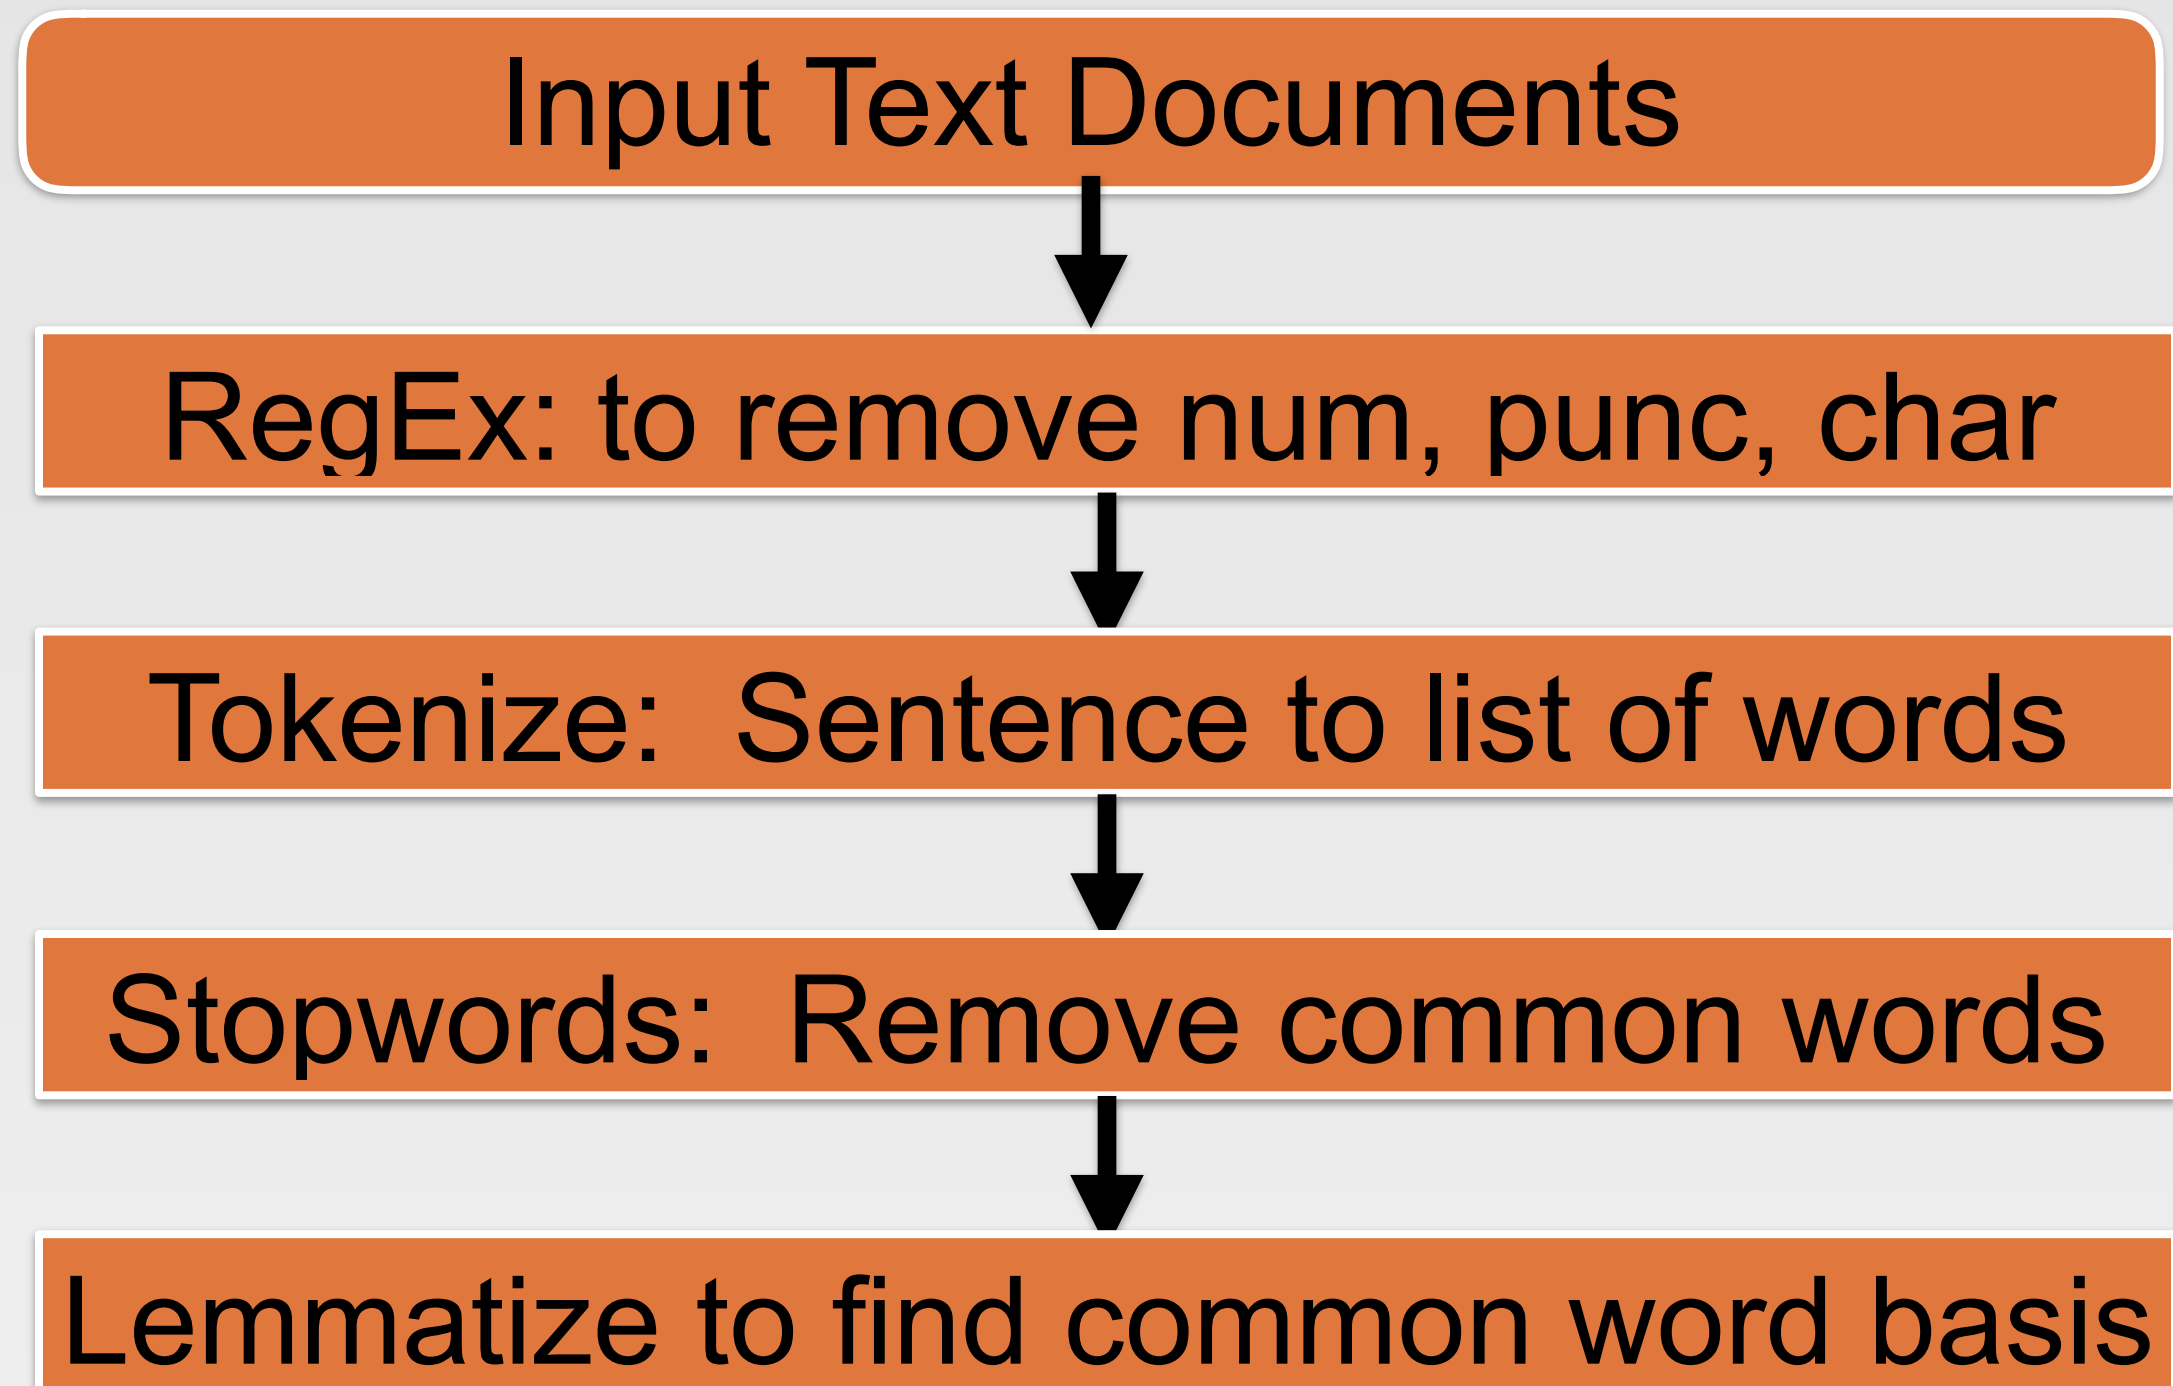 Input Text Documents
RegEx: to remove num, punc, char
Tokenize:  Sentence to list of words
Stopwords:  Remove common words
Lemmatize to find common word basis